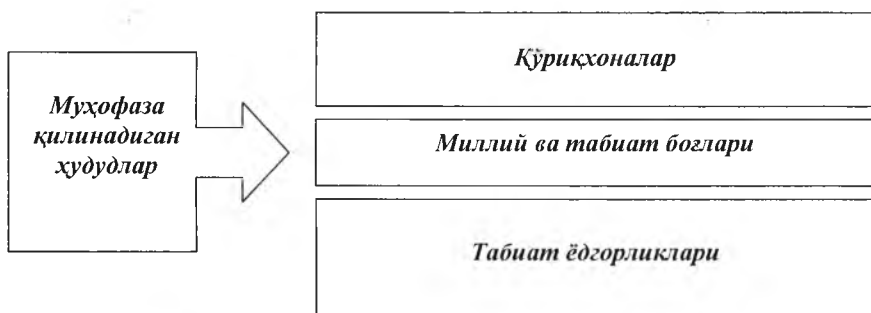 Муҳофаза
қилинадиган
ҳудудлар
Қўриқхоналар
Миллий ва табиат боғлари
Табиат ёдгорликлари